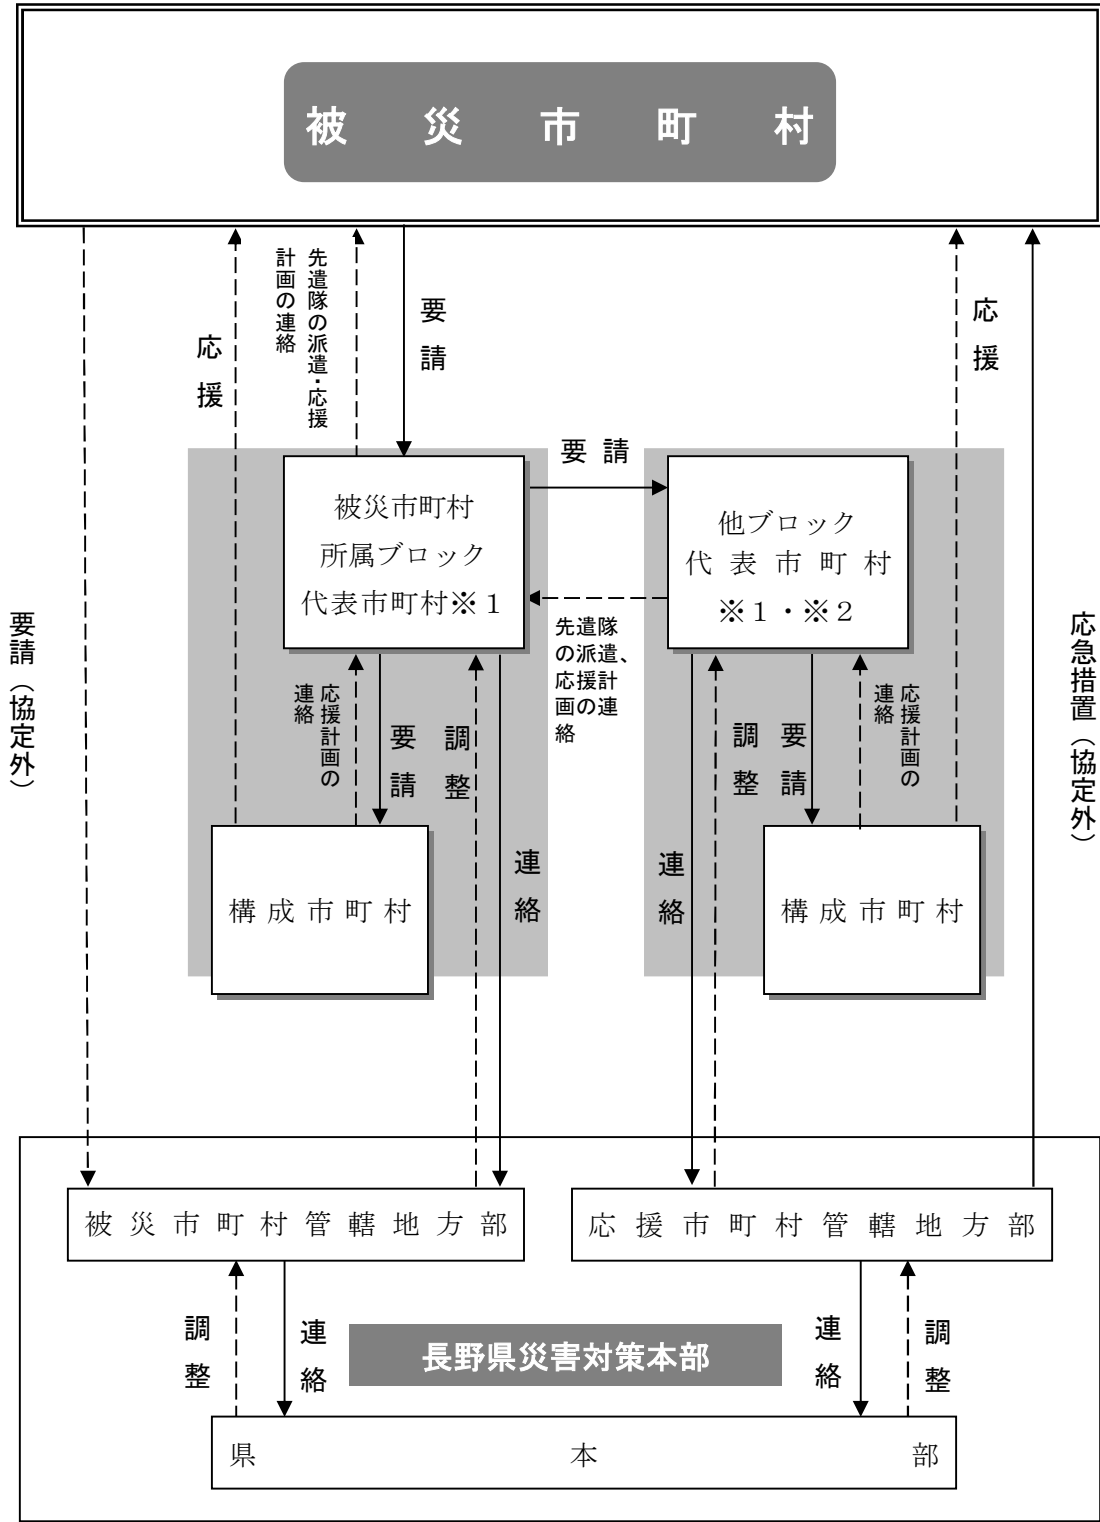 被災市町村
先遣隊の派遣・応援
計画の連絡
要請
応援
応援
要請
被災市町村
所属ブロック
代表市町村※１
他ブロック
代表市町村
※１・※２
先遣隊
の派遣、
応援計
画の連
絡
要請（協定外）
応急措置（協定外）
応援計画の
連絡
要請
調整
調整
要請
応援計画の
連絡
連絡
連絡
構成市町村
構成市町村
被災市町村管轄地方部
応援市町村管轄地方部
調整
連絡
長野県災害対策本部
連絡
調整
県本部